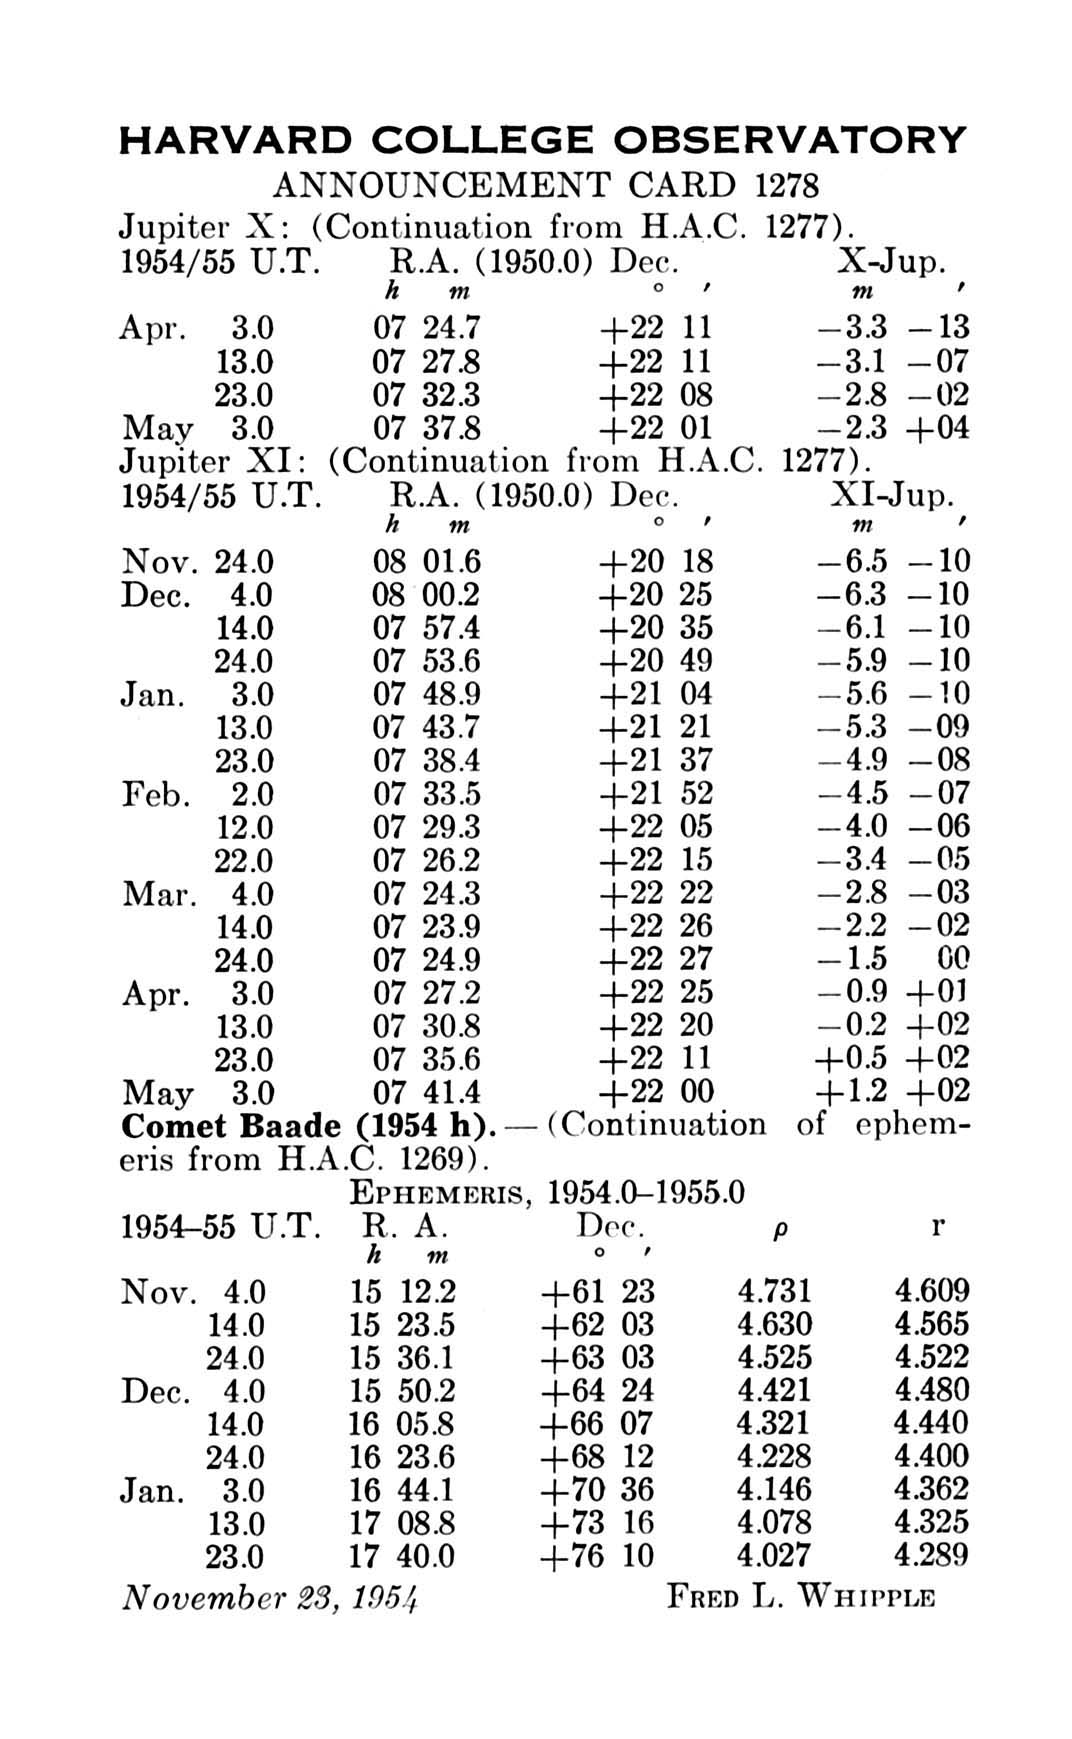 HARVARD COLLEGE OBSERVATORY
ANNOUNCEMENT CARD 1278
Jupiter X: (Continuation from H.A.C. 1277).
1954/55 U.T. R.A. (1950.0) Dec. X-Jup.
h m ° ′ m ′
Apr. 3.0 07 24.7 +22 11 −3.3 −13
13.0 07 27.8 +22 11 −3.1 −07
23.0 07 32.3 +22 08 −2.8 −02
May 3.0 07 37.8 +22 01 −2.3 +04
Jupiter XI: (Continuation from H.A.C. 1277).
1954/55 U.T. R.A. (1950.0) Dec. XI-Jup.
h m ° ′ m ′
Nov. 24.0 08 01.6 +20 18 −6.5 −10
Dec. 4.0 08 00.2 +20 25 −6.3 −10
14.0 07 57.4 +20 35 −6.1 −10
24.0 07 53.6 +20 49 −5.9 −10
Jan. 3.0 07 48.9 +21 04 −5.6 −10
13.0 07 43.7 +21 21 −5.3 −09
23.0 07 38.4 +21 37 −4.9 −08
Feb. 2.0 07 33.5 +21 52 −4.5 −07
12.0 07 29.3 +22 05 −4.0 −06
22.0 07 26.2 +22 15 −3.4 −05
Mar. 4.0 07 24.3 +22 22 −2.8 −03
14.0 07 23.9 +22 26 −2.2 −02
24.0 07 24.9 +22 27 −1.5 00
Apr. 3.0 07 27.2 +22 25 −0.9 +01
13.0 07 30.8 +22 20 −0.2 +02
23.0 07 35.6 +22 11 +0.5 +02
May 3.0 07 41.4 +22 00 +1.2 +02
Comet Baade (1954 h).—(Continuation of ephem-
eris from H.A.C. 1269).
EPHEMERIS, 1954.0–1955.0
1954–55 U.T. R. A. Dec. ρ r
h m ° ′
Nov. 4.0 15 12.2 +61 23 4.731 4.609
14.0 15 23.5 +62 03 4.630 4.565
24.0 15 36.1 +63 03 4.525 4.522
Dec. 4.0 15 50.2 +64 24 4.421 4.480
14.0 16 05.8 +66 07 4.321 4.440
24.0 16 23.6 +68 12 4.228 4.400
Jan. 3.0 16 44.1 +70 36 4.146 4.362
13.0 17 08.8 +73 16 4.078 4.325
23.0 17 40.0 +76 10 4.027 4.289
November 23, 1954 FRED L. WHIPPLE